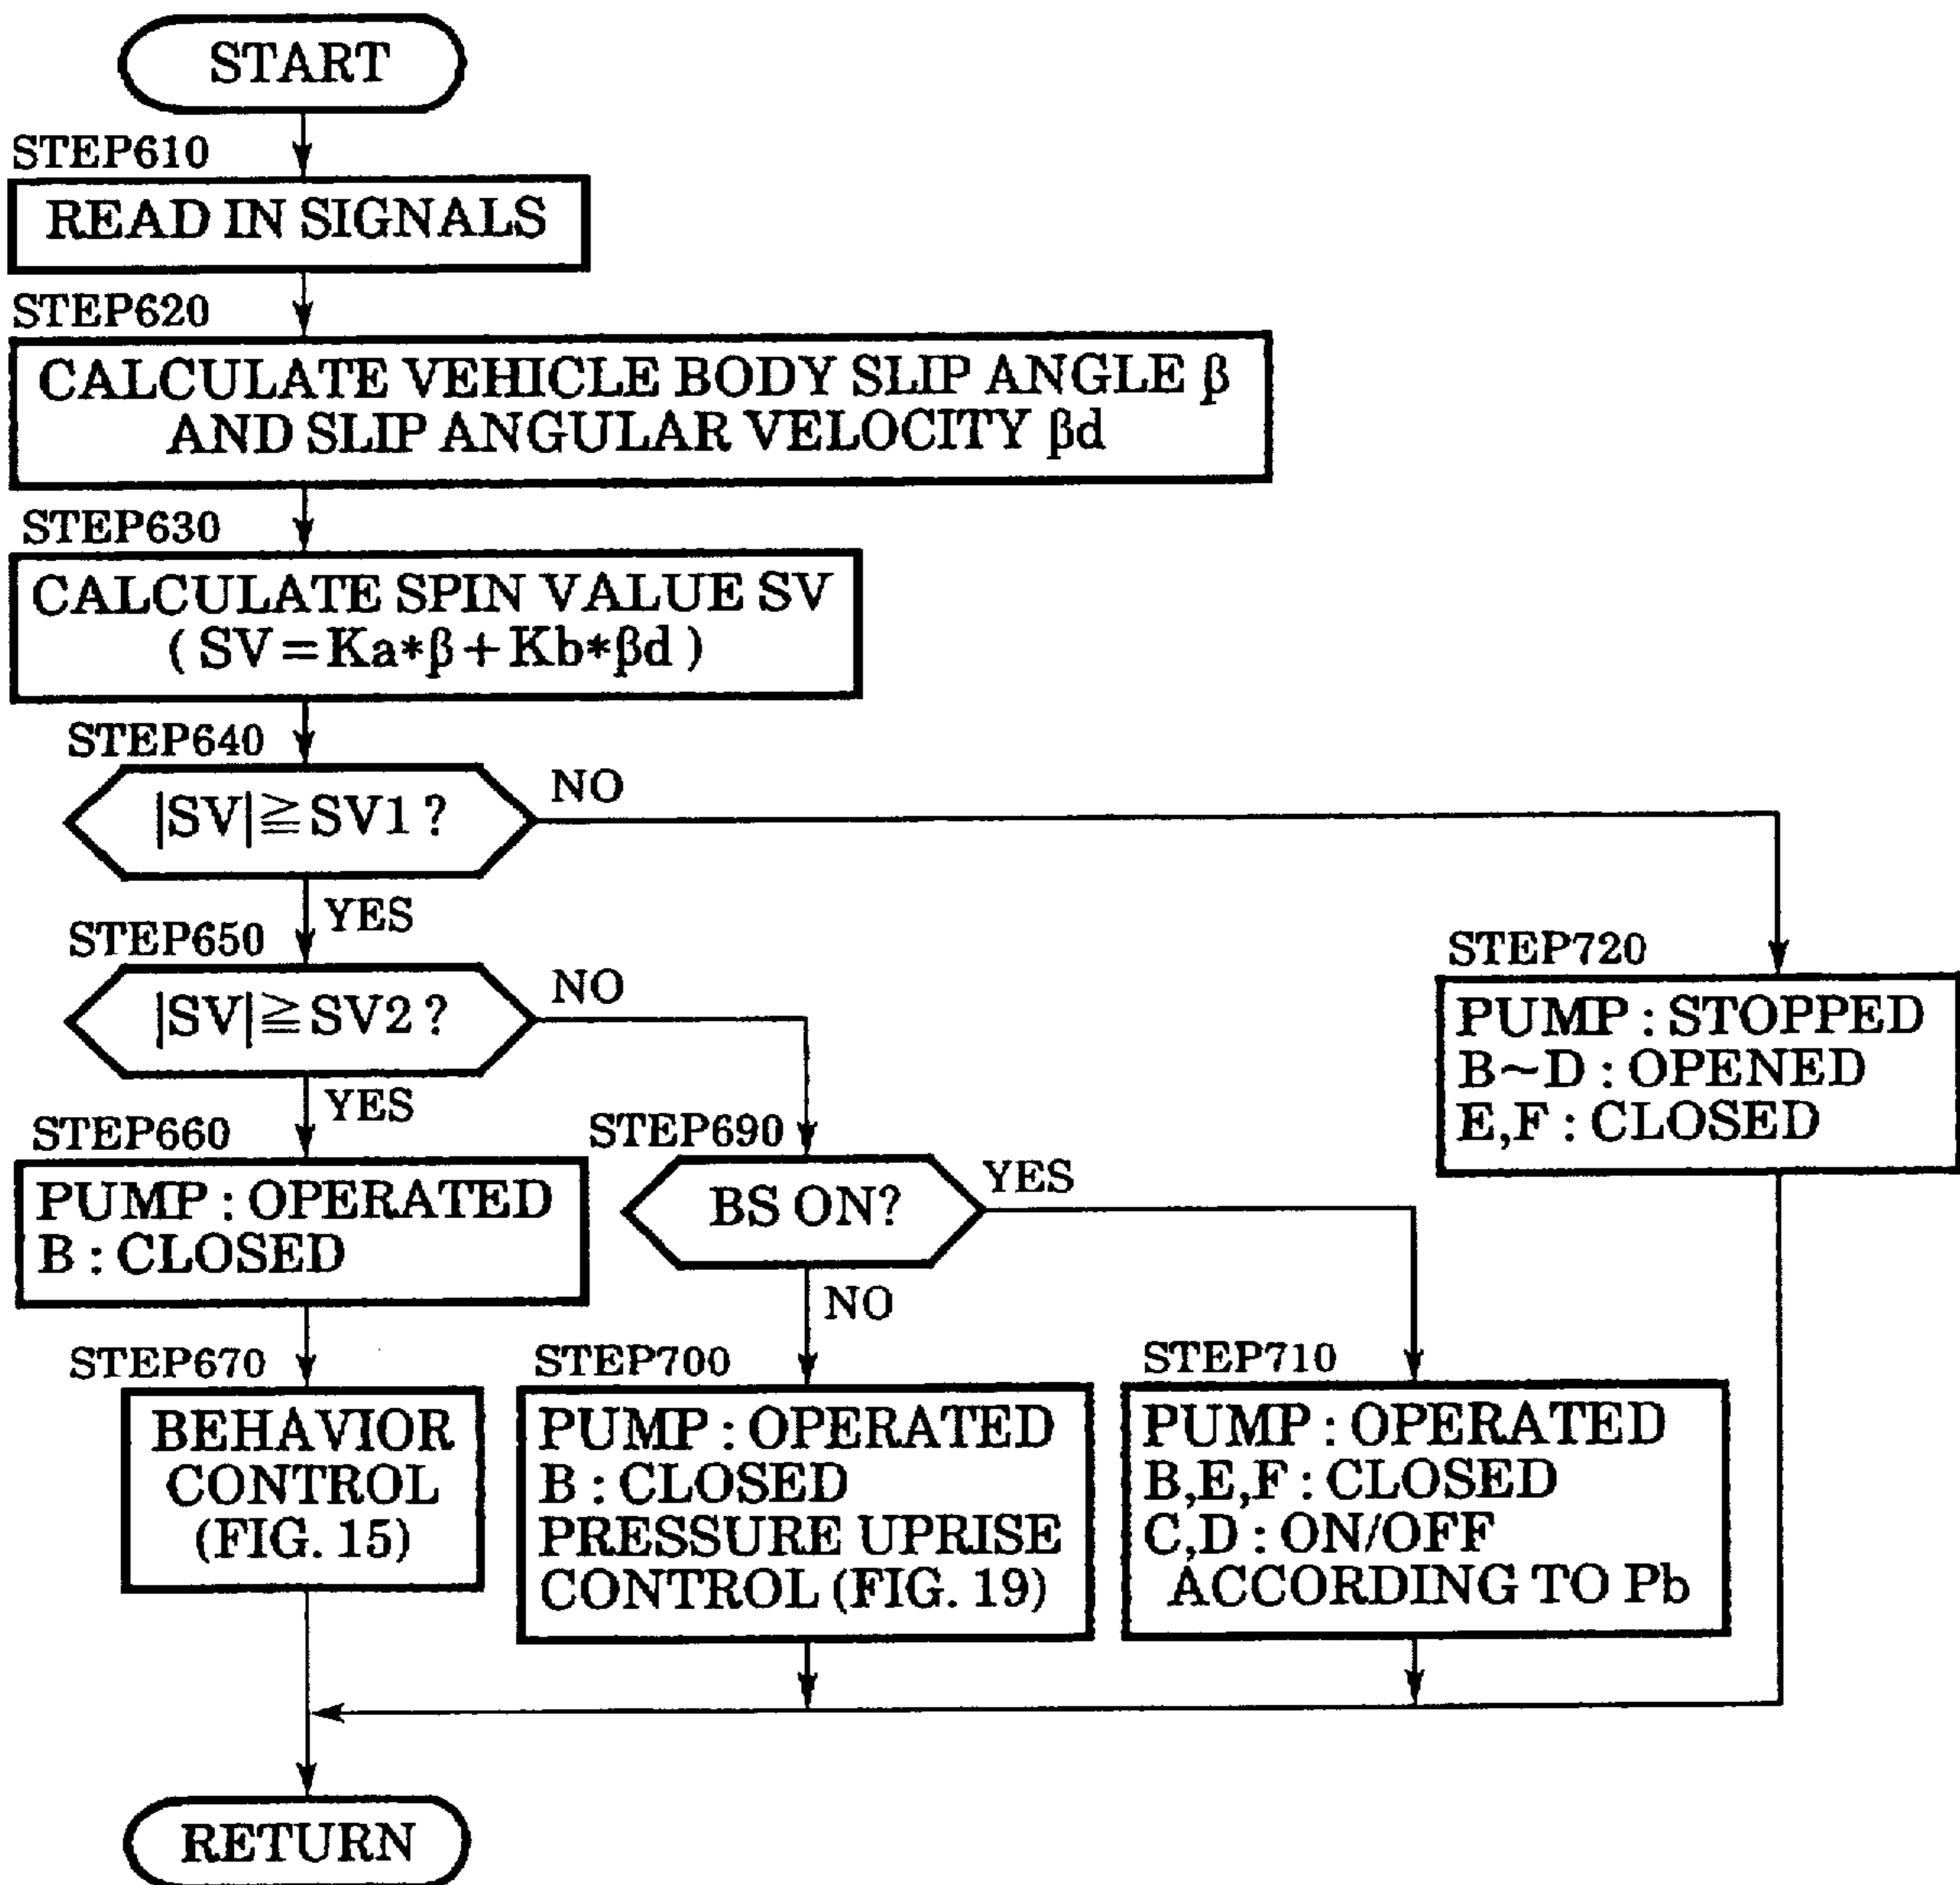 START
STEP610
READ IN SIGNALS
STEP620
CALCULATE VEHICLE BODY SLIP ANGLE β
AND SLIP ANGULAR VELOCITY βd
STEP630
CALCULATE SPIN VALUE SV
( SV=Ka*β+Kb*βd )
STEP640
|SV|≧SV1 ?
NO
YES
STEP650
|SV|≧SV2 ?
NO
YES
STEP720
PUMP : STOPPED
B~D : OPENED
E,F : CLOSED
STEP660
PUMP : OPERATED
B : CLOSED
STEP690
BS ON?
YES
NO
STEP670
BEHAVIOR
CONTROL
(FIG. 15)
STEP700
PUMP : OPERATED
B : CLOSED
PRESSURE UPRISE
CONTROL (FIG. 19)
STEP710
PUMP : OPERATED
B,E,F : CLOSED
C,D : ON/OFF
ACCORDING TO Pb
RETURN